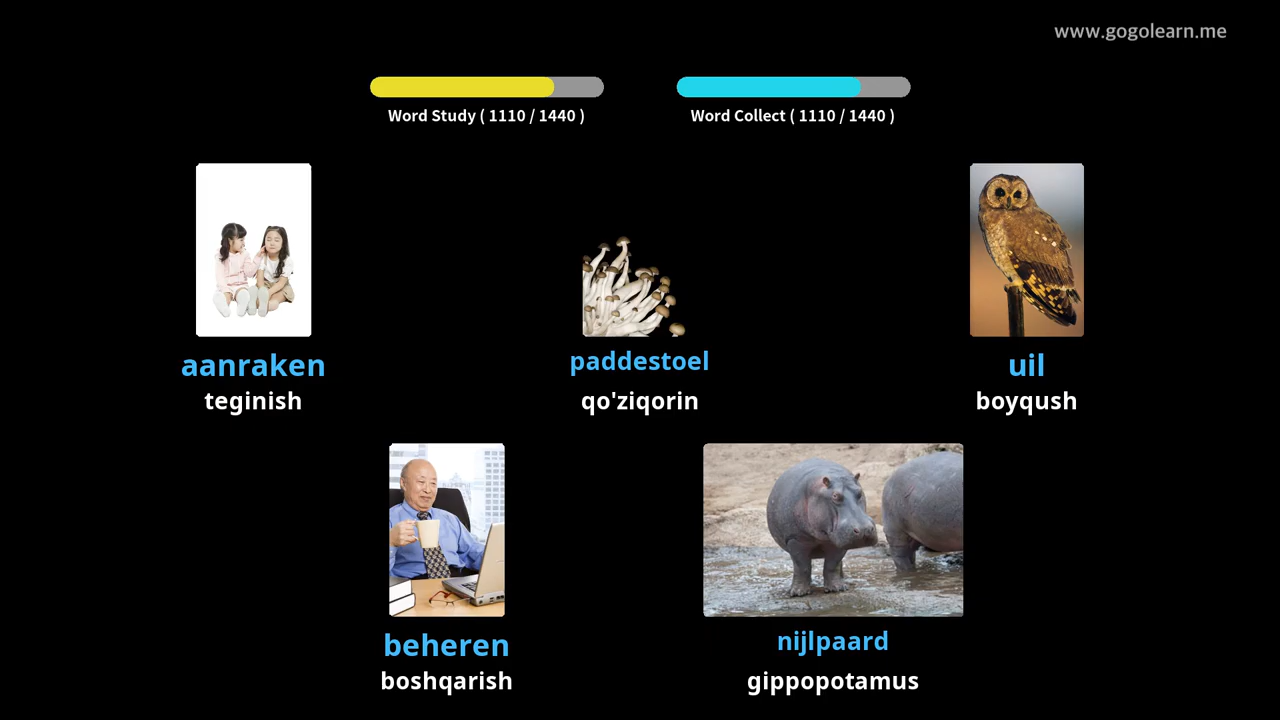 www.gogolearn.me
Word Study ( 1110 / 1440 )
Word Collect ( 1110 / 1440 )
aanraken
teginish
paddestoel
qo'ziqorin
uil
boyqush
beheren
boshqarish
nijlpaard
gippopotamus